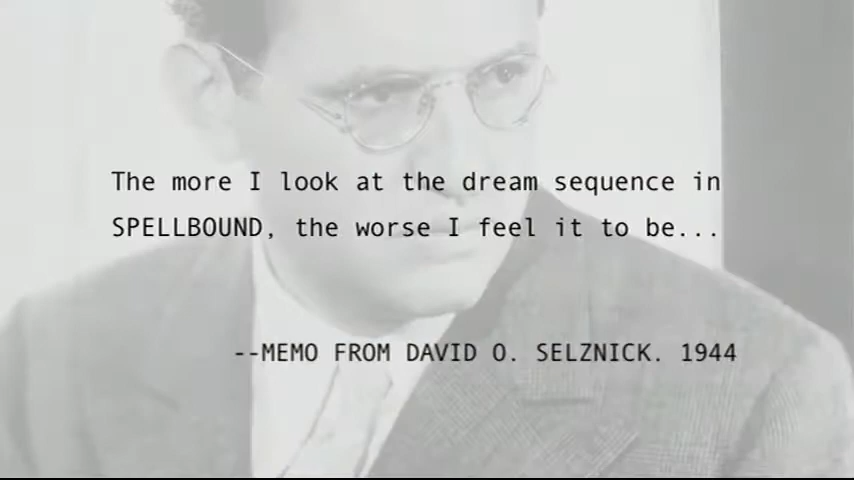 The more I look at the dream sequence in
SPELLBOUND, the worse I feel it to be...
--MEMO FROM DAVID O. SELZNICK. 1944